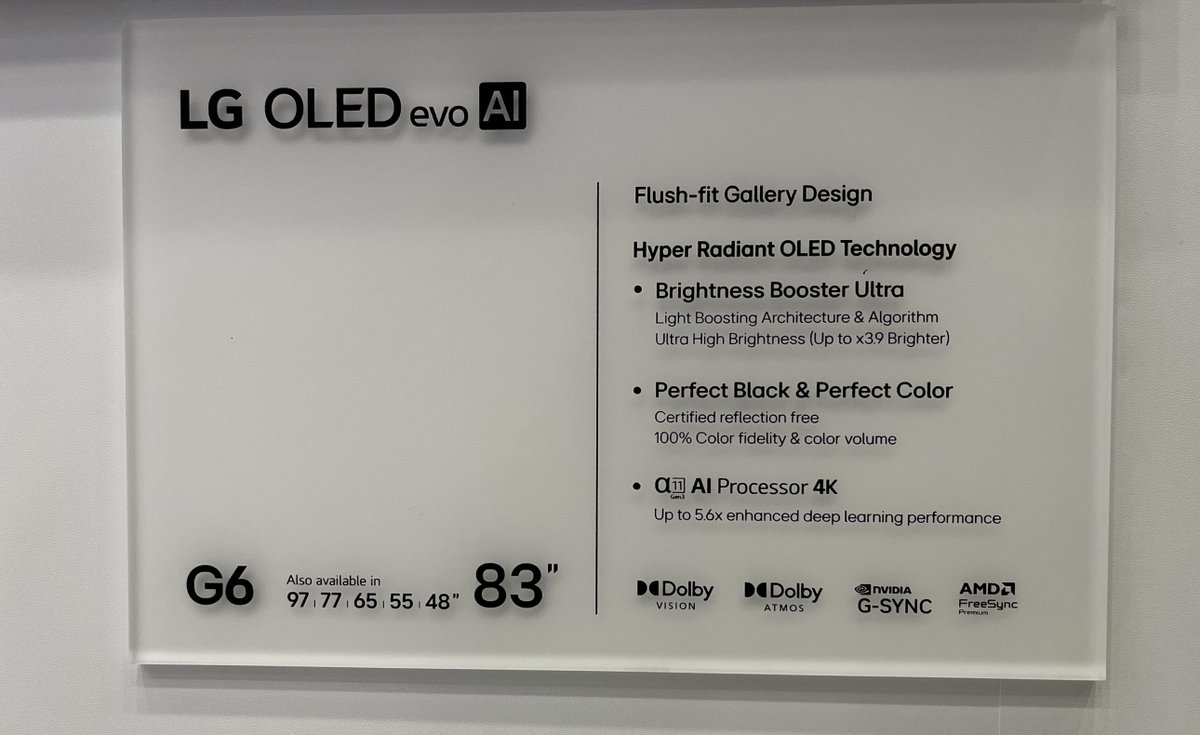 LG OLED evo AI
Flush-fit Gallery Design
Hyper Radiant OLED Technology
• Brightness Booster Ultra
Light Boosting Architecture & Algorithm
Ultra High Brightness (Up to x3.9 Brighter)
• Perfect Black & Perfect Color
Certified reflection free
100% Color fidelity & color volume
• α11 Gen3 AI Processor 4K
Up to 5.6x enhanced deep learning performance
G6
Also available in
97 | 77 | 65 | 55 | 48”
83”
Dolby
VISION
Dolby
ATMOS
NVIDIA
G-SYNC
AMD
FreeSync
Premium